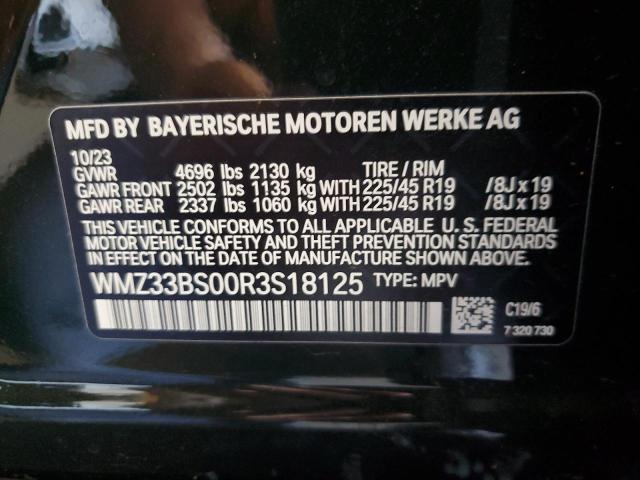 MFD BY BAYERISCHE MOTOREN WERKE AG
10/23
GVWR 4696 lbs 2130 kg TIRE / RIM
GAWR FRONT 2502 lbs 1135 kg WITH 225/45 R19 /8J x 19
GAWR REAR 2337 lbs 1060 kg WITH 225/45 R19 /8J x 19
THIS VEHICLE CONFORMS TO ALL APPLICABLE U. S. FEDERAL
MOTOR VEHICLE SAFETY AND THEFT PREVENTION STANDARDS
IN EFFECT ON THE DATE OF MANUFACTURE SHOWN ABOVE.
WMZ33BS00R3S18125 TYPE: MPV
C19/6
7 320 730